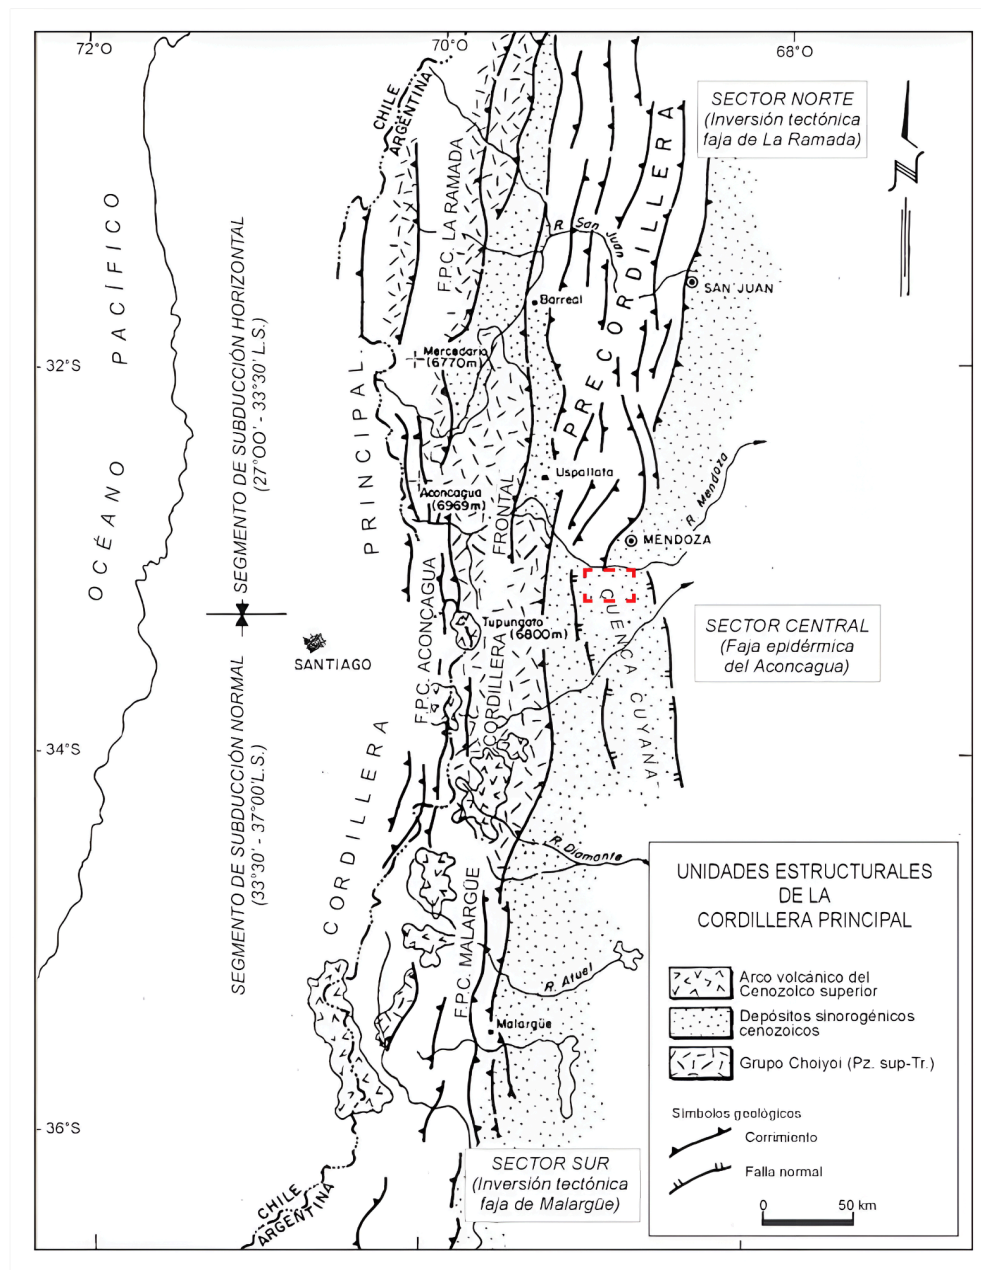 72°O
70°O
68°O
CHILE
ARGENTINA
SECTOR NORTE
(Inversión tectónica
faja de La Ramada)
OCÉANO PACÍFICO
SEGMENTO DE SUBDUCCIÓN HORIZONTAL
(27°OO' - 33°30' L.S.)
F.P.C. LA RAMADA
PRECORDILLERA
R. San Juan
SAN JUAN
Barreal
32°S
Mercedario
(6770m)
CORDILLERA PRINCIPAL
Uspallata
Aconcagua
(6969m)
CORDILLERA FRONTAL
R. Mendoza
MENDOZA
F.P.C. ACONCAGUA
Tupungato
(6800m)
CUENCA CUYANA
SECTOR CENTRAL
(Faja epidérmica
del Aconcagua)
SANTIAGO
SEGMENTO DE SUBDUCCIÓN NORMAL
(33°30' - 37°00'L.S.)
34°S
R. Diamante
F.P.C. MALARGÜE
R. Atuel
Malargüe
36°S
SECTOR SUR
(Inversión tectónica
faja de Malargüe)
CHILE
ARGENTINA
UNIDADES ESTRUCTURALES
DE LA
CORDILLERA PRINCIPAL
Arco volcánico del
Cenozolco superior
Depósitos sinorogénicos
cenozoicos
Grupo Choiyoi (Pz. sup-Tr.)
Símbolos geológicos
Corrimiento
Falla normal
0 50 km